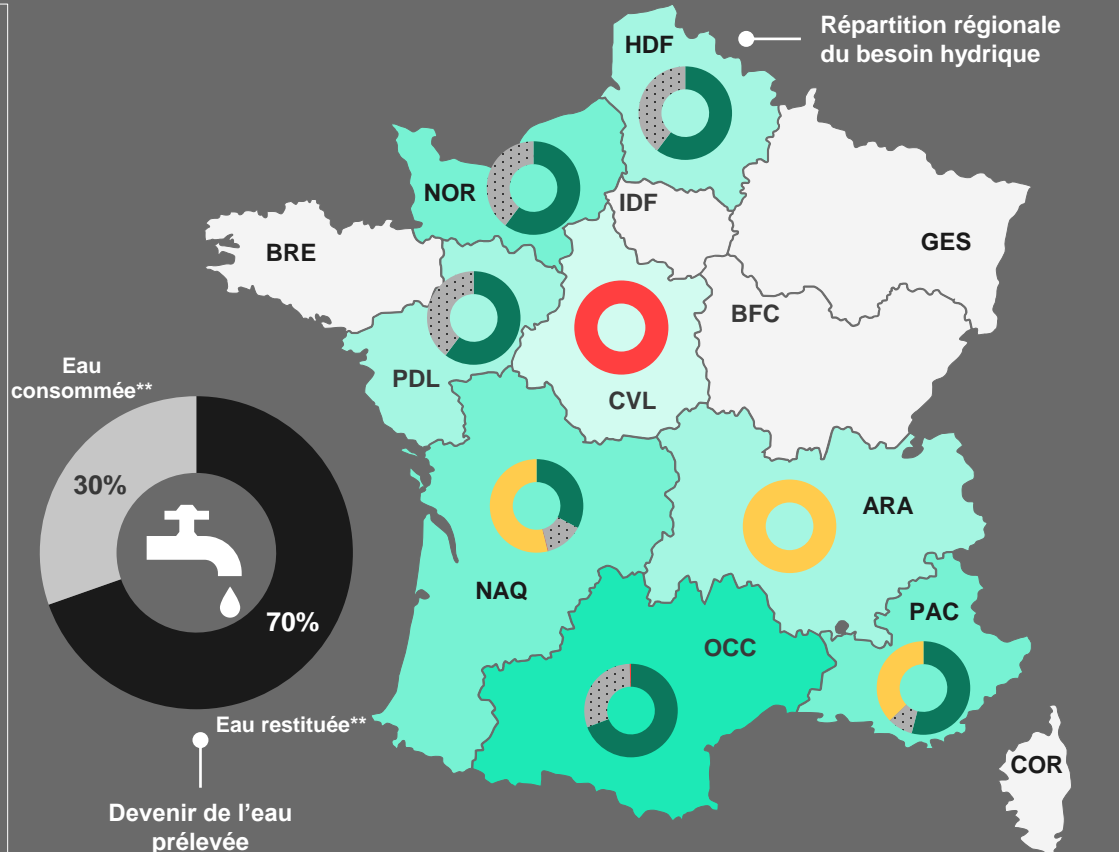 Répartition régionale
du besoin hydrique
HDF
NOR
IDF
BRE
GES
BFC
PDL
CVL
Eau
consommée**
30%
70%
Eau restituée**
Devenir de l'eau
prélevée
ARA
NAQ
PAC
OCC
COR